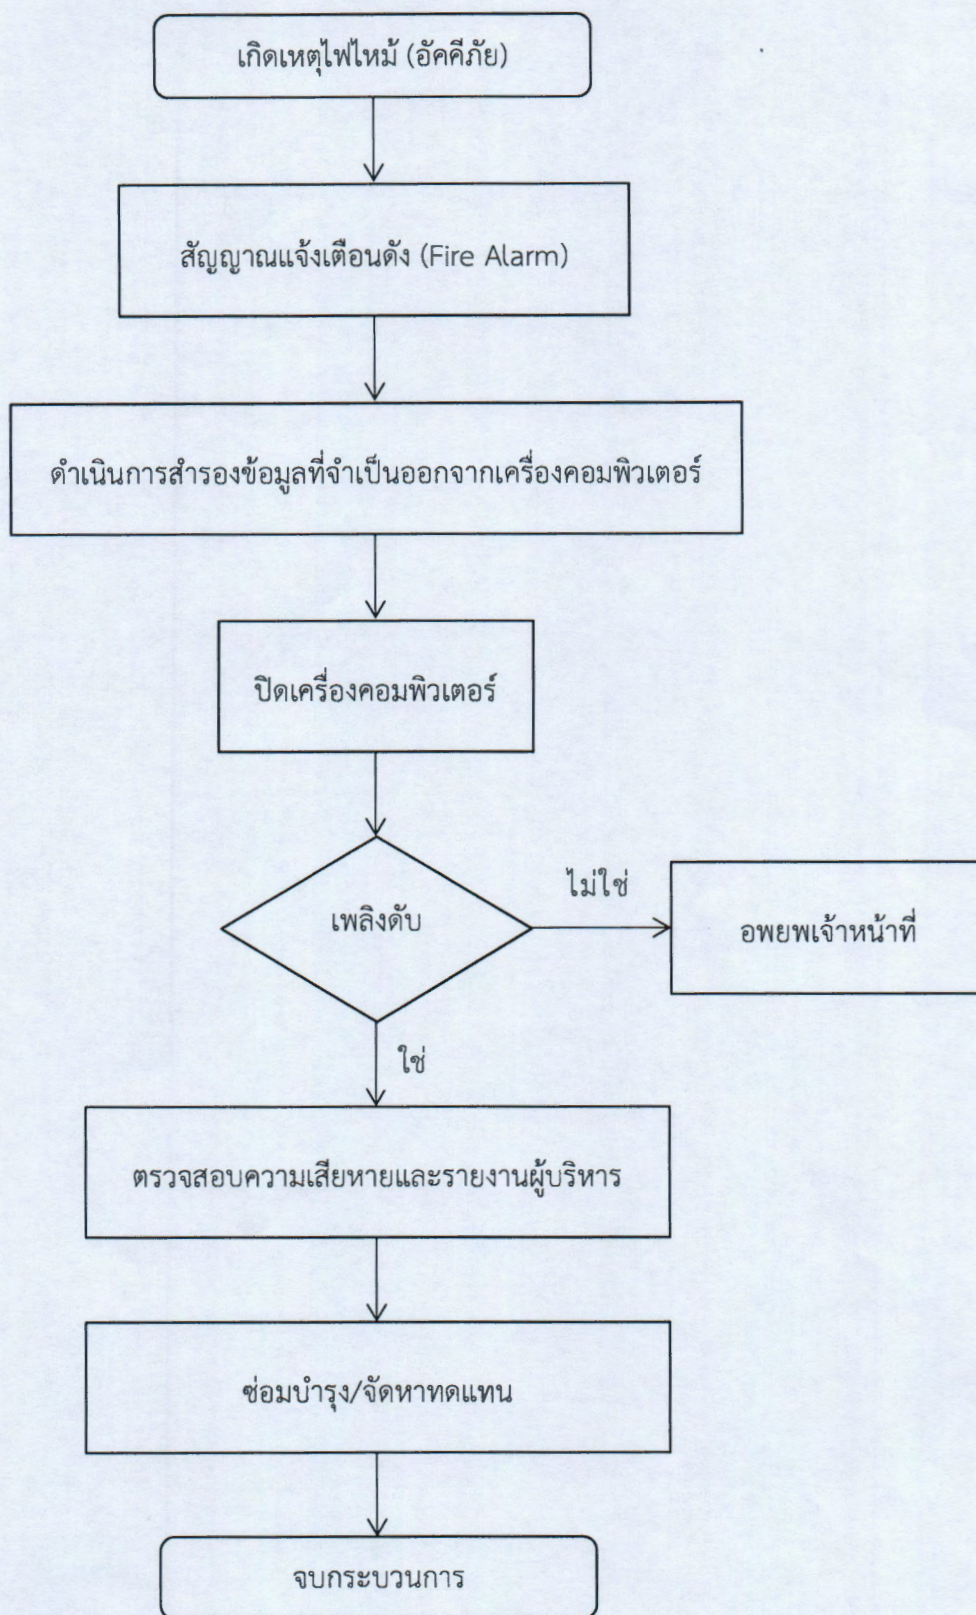 เกิดเหตุไฟไหม้ (อัคคีภัย)
สัญญาณแจ้งเตือนดัง (Fire Alarm)
ดำเนินการสำรองข้อมูลที่จำเป็นออกจากเครื่องคอมพิวเตอร์
ปิดเครื่องคอมพิวเตอร์
เพลิงดับ
ไม่ใช่
อพยพเจ้าหน้าที่
ใช่
ตรวจสอบความเสียหายและรายงานผู้บริหาร
ซ่อมบำรุง/จัดหาทดแทน
จบกระบวนการ